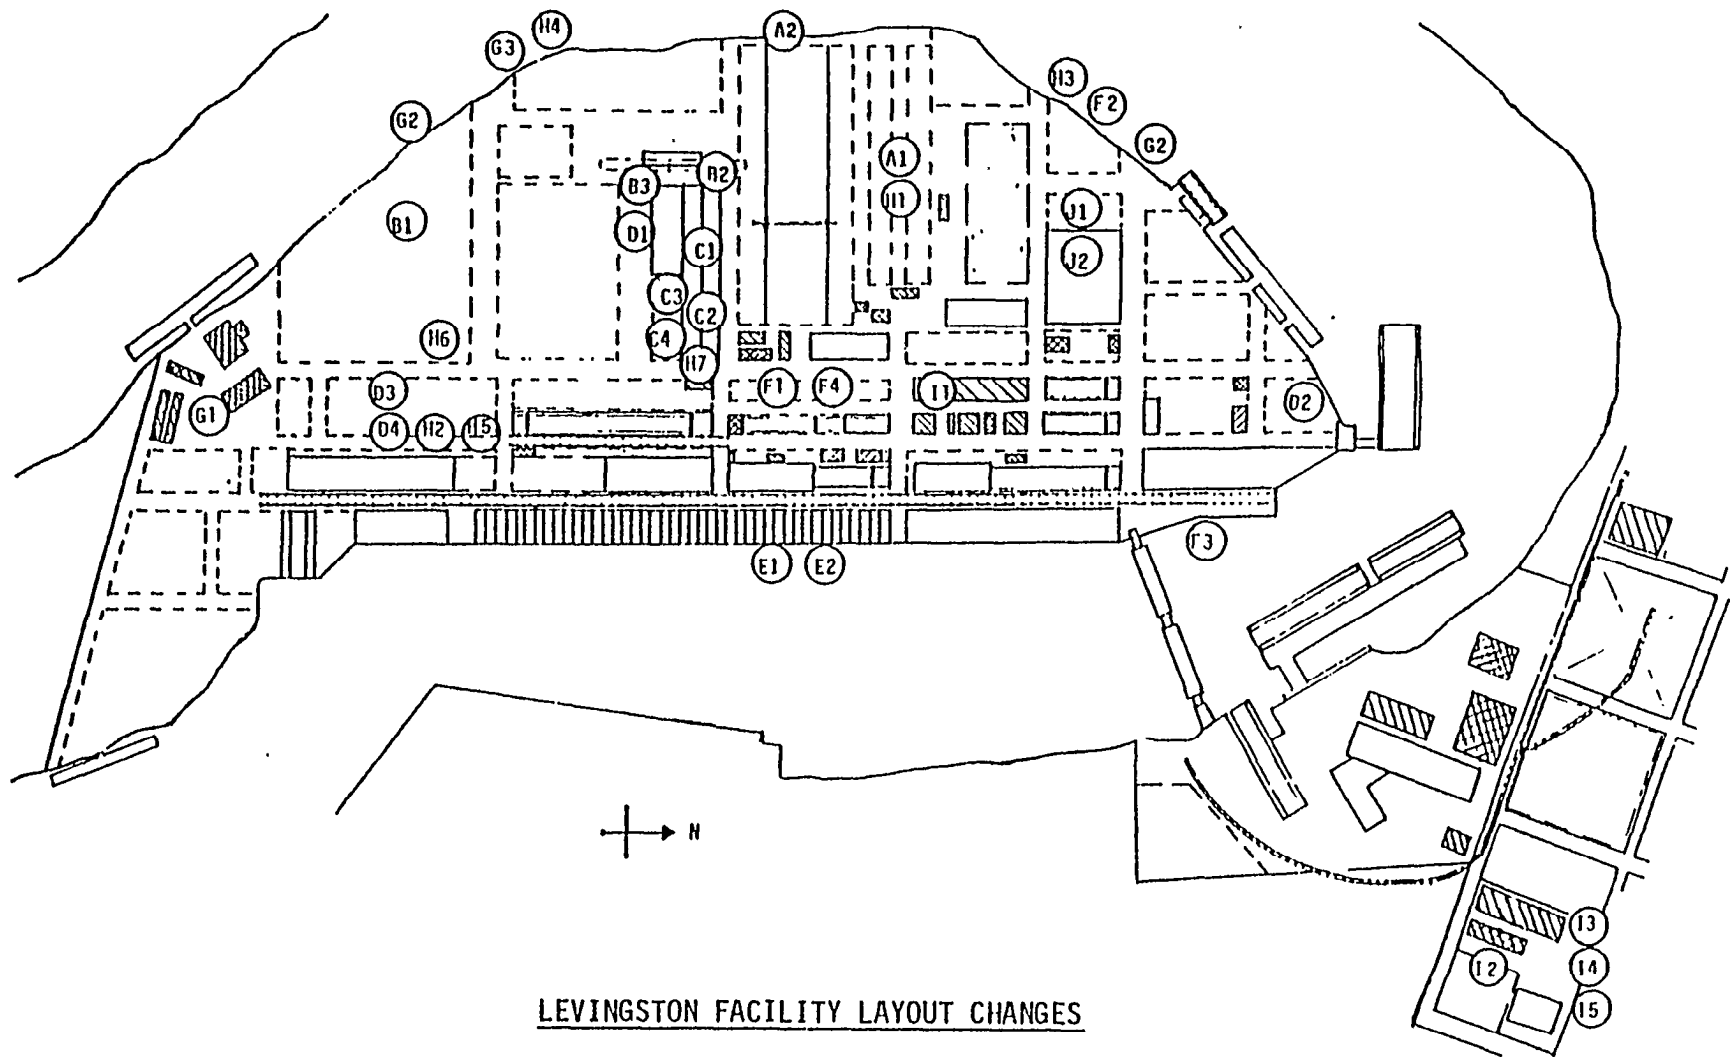 H4
G3
A2
H3
F2
G2
G2
A1
B2
B3
H1
J1
B1
D1
C1
J2
C3
C2
H6
C4
H7
D3
F1
F4
I1
D2
G1
D4
H2
H5
F3
E1
E2
N
I3
I2
I4
I5
LEVINGSTON FACILITY LAYOUT CHANGES